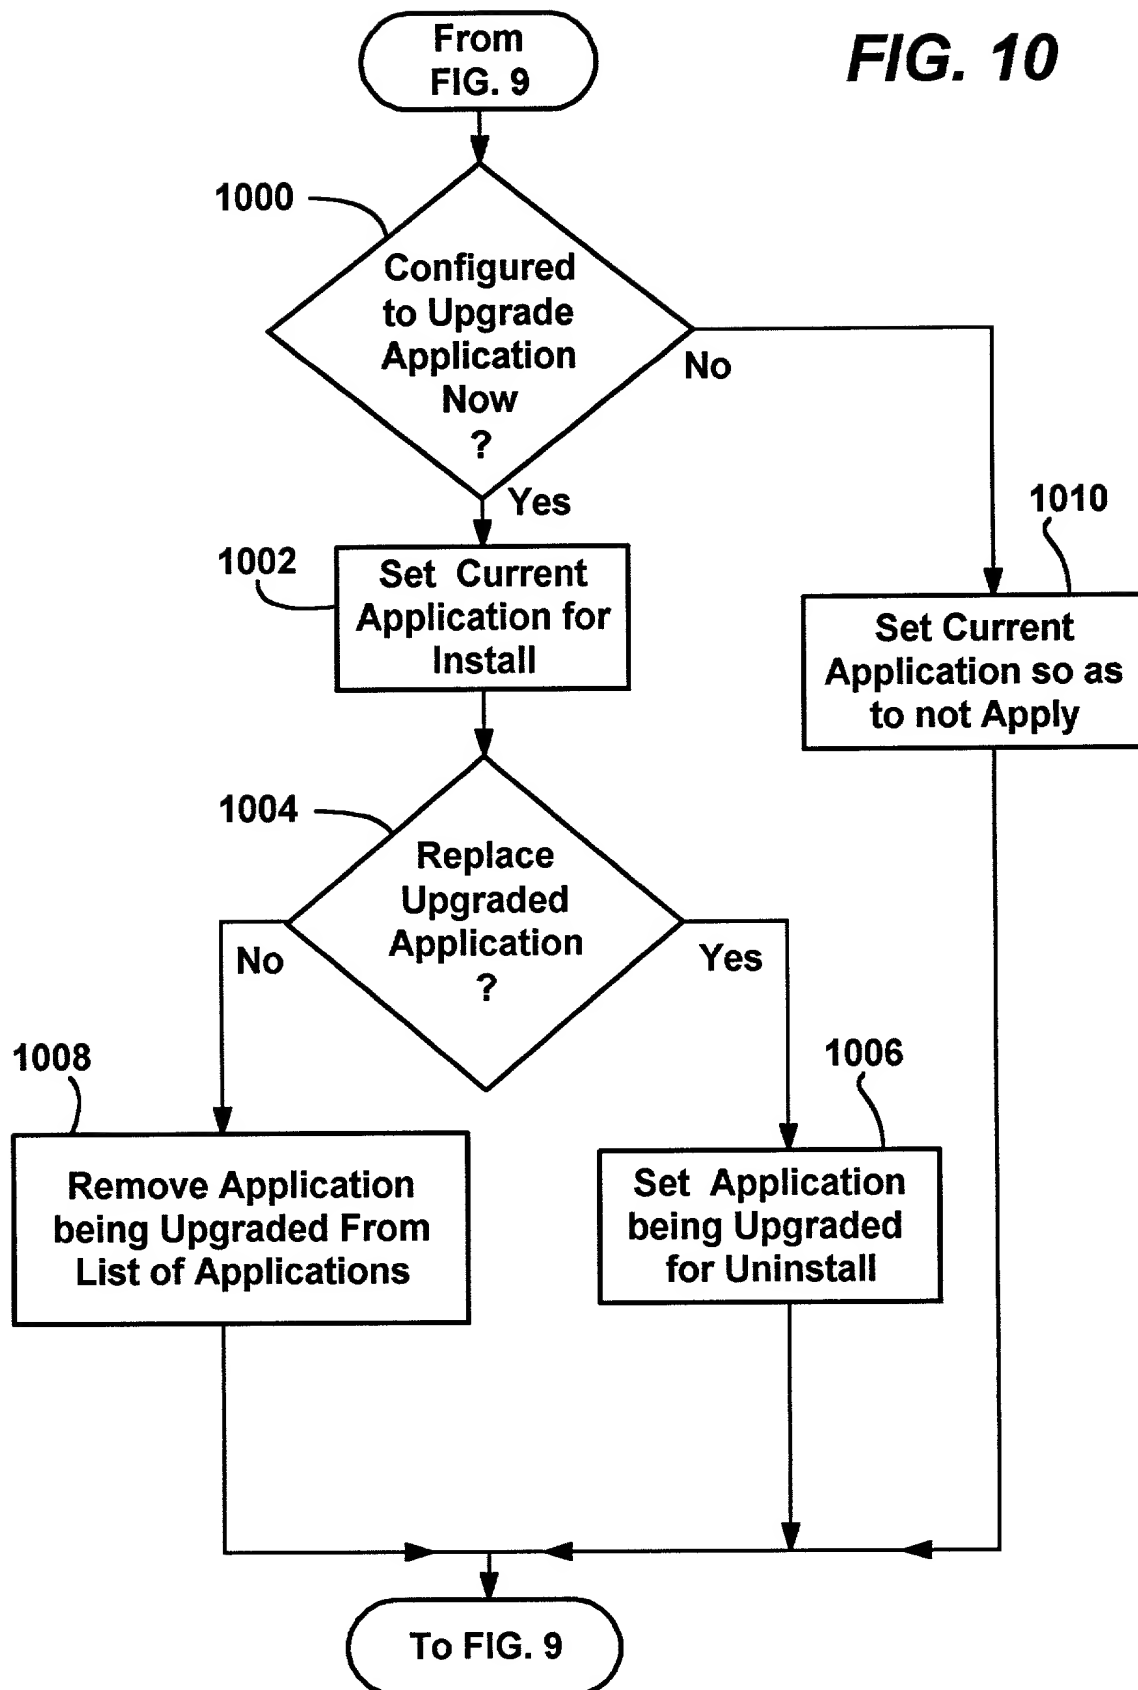 From
FIG. 9
FIG. 10
1000
Configured
to Upgrade
Application
Now
?
No
Yes
1010
1002
Set Current
Application for
Install
Set Current
Application so as
to not Apply
1004
Replace
Upgraded
Application
?
No
Yes
1008
1006
Remove Application
being Upgraded From
List of Applications
Set Application
being Upgraded
for Uninstall
To FIG. 9